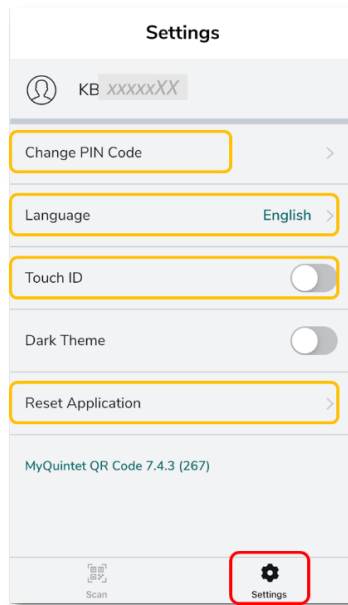 Settings
KB xxxxxXX
Change PIN Code
Language English
Touch ID
Dark Theme
Reset Application
MyQuintet QR Code 7.4.3 (267)
Scan Settings